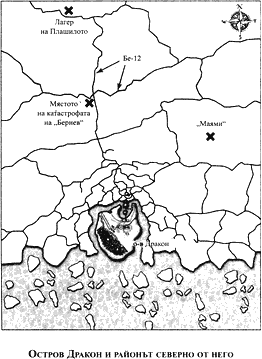 Лагер
на Плашилото
Бе-12
Мястото
на катастрофата
на „Бериев“
„Маями“
о-в Дракон
Остров Дракон и районът северно от него